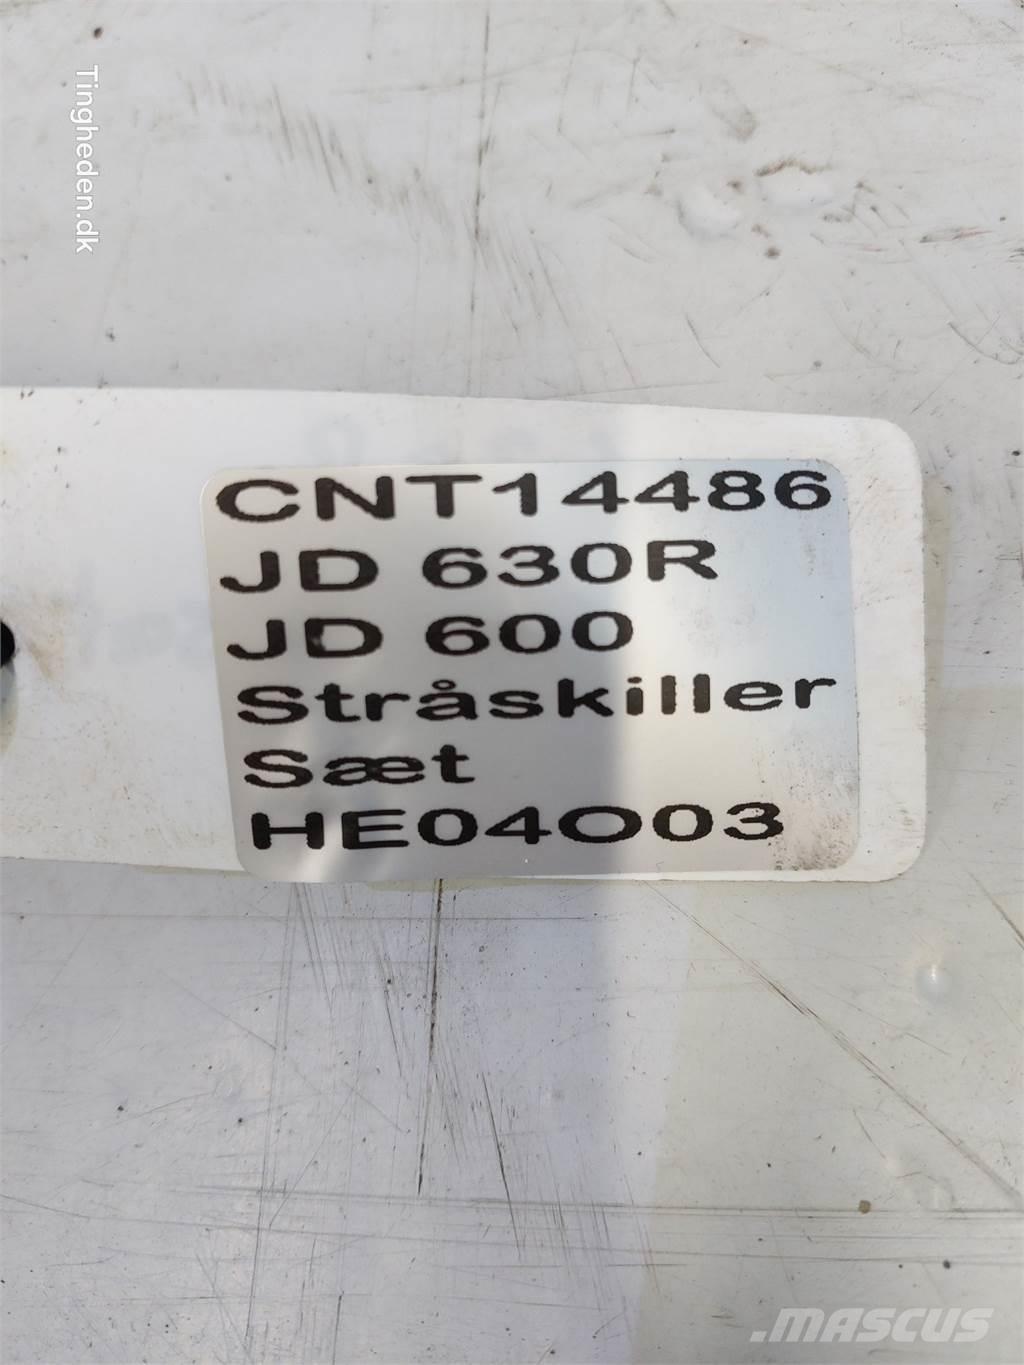 Tingheden.dk
CNT14486
JD 630R
JD 600
Stråskiller
Sæt
HE04O03
.MASCUS